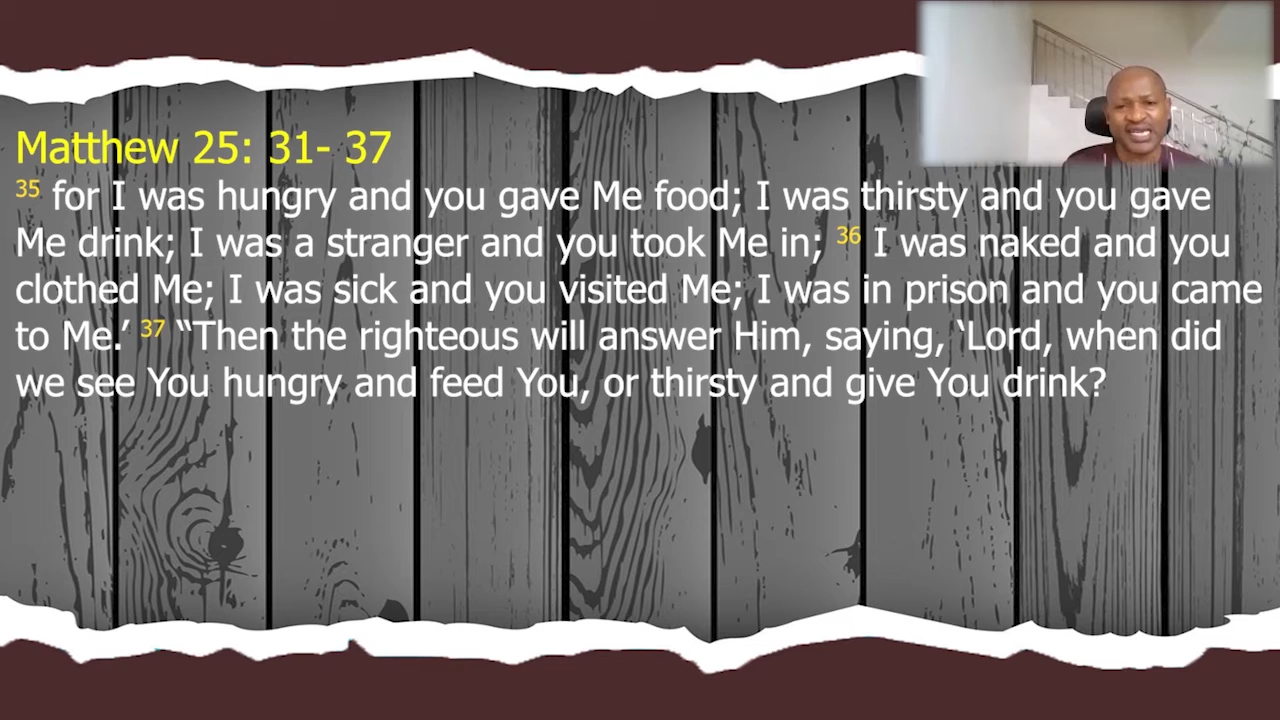 Matthew 25: 31- 37
35 for I was hungry and you gave Me food; I was thirsty and you gave
Me drink; I was a stranger and you took Me in; 36 I was naked and you
clothed Me; I was sick and you visited Me; I was in prison and you came
to Me.’ 37 “Then the righteous will answer Him, saying, ‘Lord, when did
we see You hungry and feed You, or thirsty and give You drink?